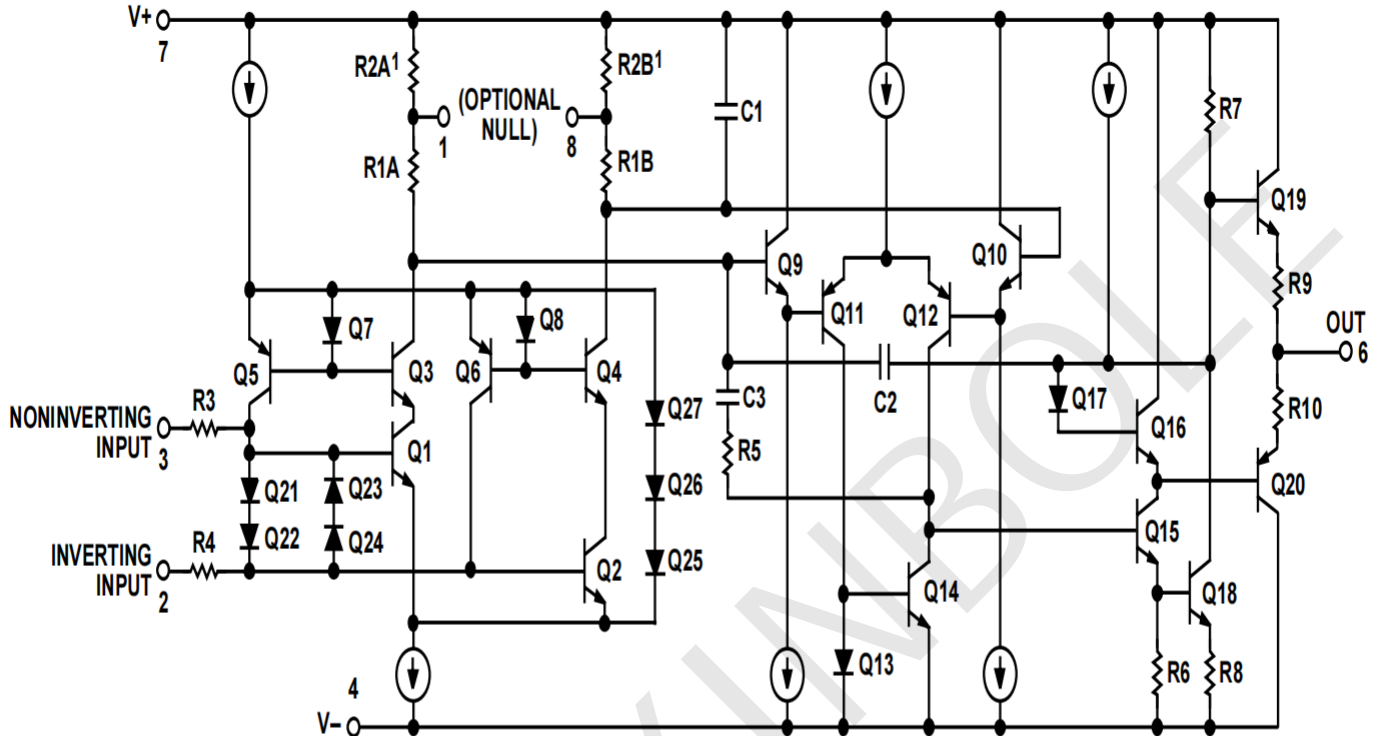 V+
7
R2A1
R2B1
(OPTIONAL
NULL)
1
8
C1
R7
R1A
R1B
Q19
Q9
Q10
R9
Q7
Q8
Q11
Q12
OUT
6
Q5
Q3
Q6
Q4
C3
C2
Q17
R10
NONINVERTING
INPUT
3
R3
Q27
Q16
Q1
R5
Q21
Q23
Q26
Q20
Q22
Q24
Q15
INVERTING
INPUT
2
R4
Q2
Q25
Q14
Q18
Q13
R6
R8
4
V–
XINBOLE